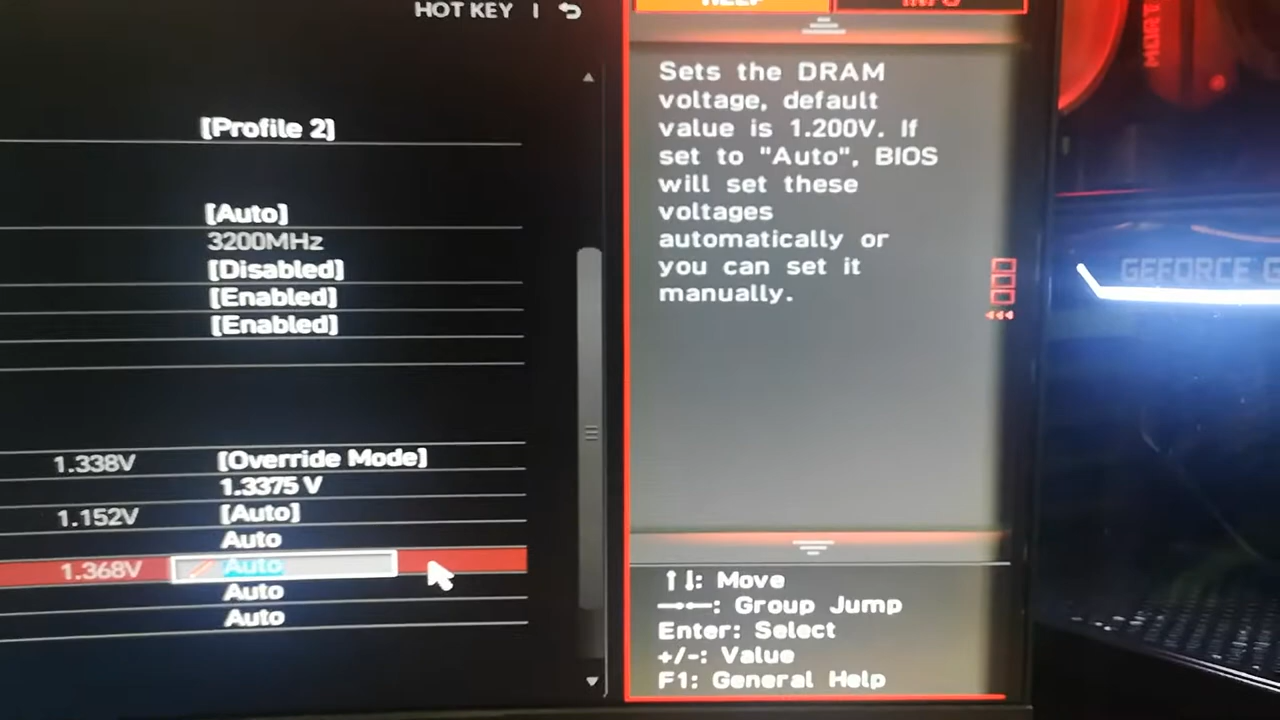 HOT KEY |
HELP
INFO
[Profile 2]
[Auto]
3200MHz
[Disabled]
[Enabled]
[Enabled]
1.338V [Override Mode]
1.3375 V
1.152V [Auto]
Auto
1.368V Auto
Auto
Auto
Sets the DRAM
voltage, default
value is 1.200V. If
set to "Auto", BIOS
will set these
voltages
automatically or
you can set it
manually.
↑↓: Move
→←: Group Jump
Enter: Select
+/-: Value
F1: General Help
GEFORCE G